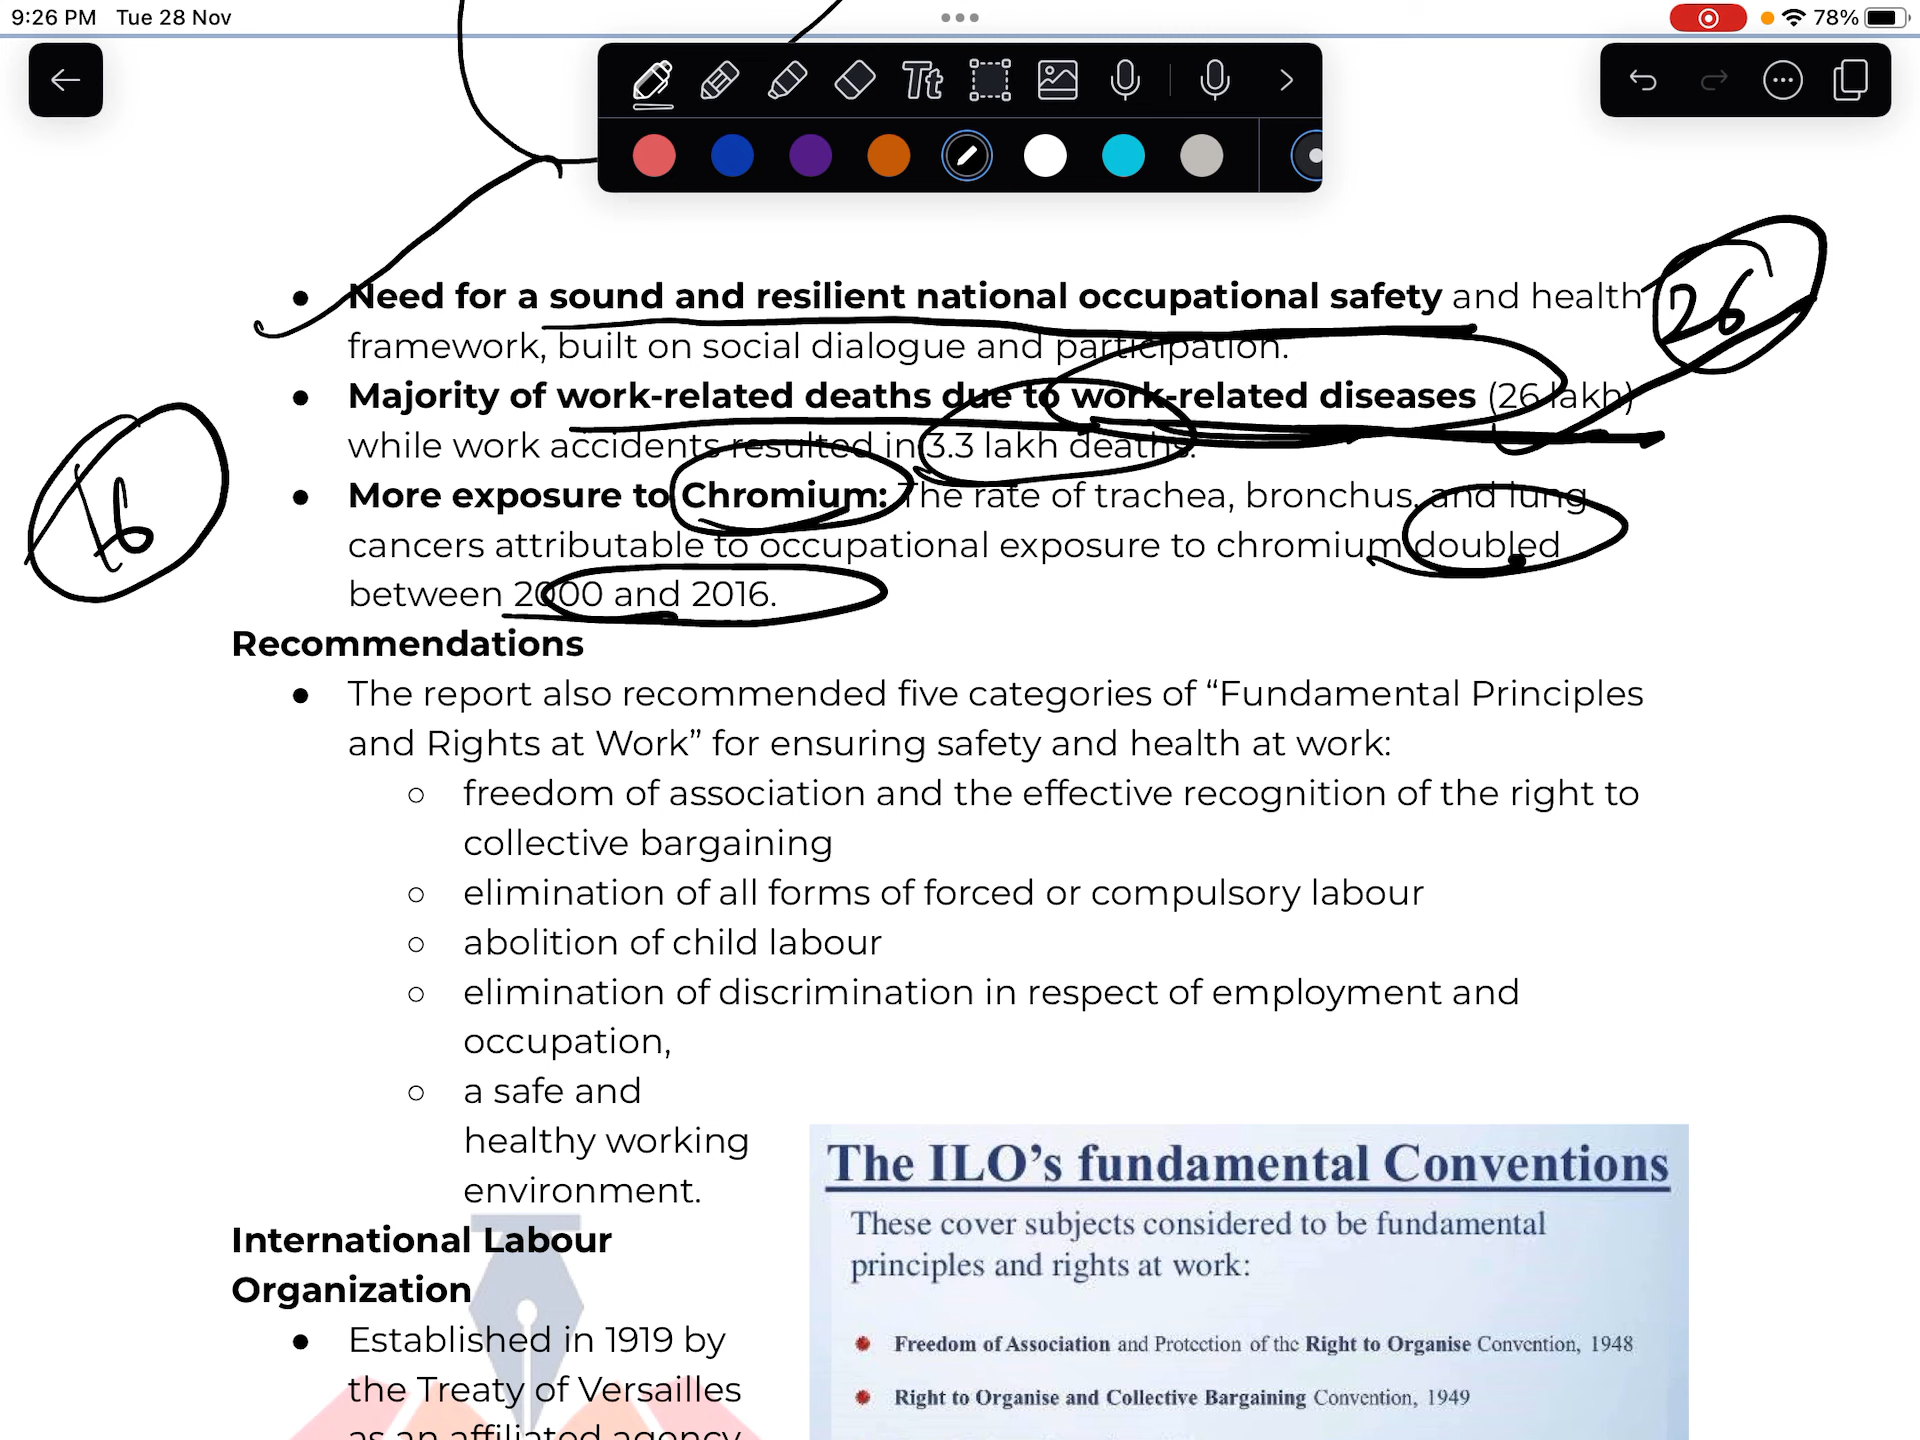 9:26 PM Tue 28 Nov
78%
Tt
Need for a sound and resilient national occupational safety and health
26
framework, built on social dialogue and participation.
Majority of work-related deaths due to work-related diseases (26 lakh)
while work accidents resulted in 3.3 lakh deaths.
16
More exposure to Chromium: The rate of trachea, bronchus, and lung
cancers attributable to occupational exposure to chromium doubled
between 2000 and 2016.
Recommendations
The report also recommended five categories of “Fundamental Principles
and Rights at Work” for ensuring safety and health at work:
freedom of association and the effective recognition of the right to
collective bargaining
elimination of all forms of forced or compulsory labour
abolition of child labour
elimination of discrimination in respect of employment and
occupation,
a safe and
healthy working
environment.
International Labour
Organization
Established in 1919 by
the Treaty of Versailles
as an affiliated agency
The ILO’s fundamental Conventions
These cover subjects considered to be fundamental
principles and rights at work:
Freedom of Association and Protection of the Right to Organise Convention, 1948
Right to Organise and Collective Bargaining Convention, 1949